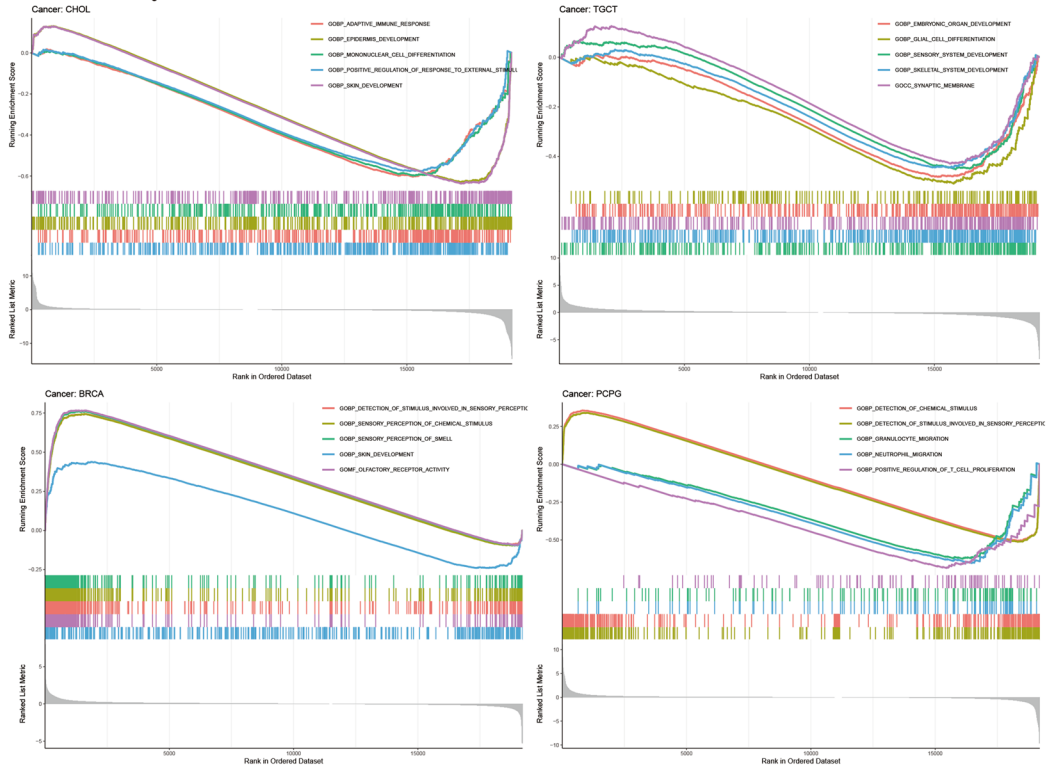 Cancer: CHOL
GOBP_ADAPTIVE_IMMUNE_RESPONSE
GOBP_EPIDERMIS_DEVELOPMENT
GOBP_MONONUCLEAR_CELL_DIFFERENTIATION
GOBP_POSITIVE_REGULATION_OF_RESPONSE_TO_EXTERNAL_STIMUL
GOBP_SKIN_DEVELOPMENT
Running Enrichment Score
0.0
-0.2
-0.4
-0.6
Ranked List Metric
10
0
-10
5000
10000
15000
Rank in Ordered Dataset
Cancer: TGCT
GOBP_EMBRYONIC_ORGAN_DEVELOPMENT
GOBP_GLIAL_CELL_DIFFERENTIATION
GOBP_SENSORY_SYSTEM_DEVELOPMENT
GOBP_SKELETAL_SYSTEM_DEVELOPMENT
GOCC_SYNAPTIC_MEMBRANE
Running Enrichment Score
0.0
-0.2
-0.4
Ranked List Metric
10
5
0
-5
5000
10000
15000
Rank in Ordered Dataset
Cancer: BRCA
GOBP_DETECTION_OF_STIMULUS_INVOLVED_IN_SENSORY_PERCEPTIO
GOBP_SENSORY_PERCEPTION_OF_CHEMICAL_STIMULUS
GOBP_SENSORY_PERCEPTION_OF_SMELL
GOBP_SKIN_DEVELOPMENT
GOMF_OLFACTORY_RECEPTOR_ACTIVITY
Running Enrichment Score
0.75
0.50
0.25
0.00
-0.25
Ranked List Metric
5
0
-5
5000
10000
15000
Rank in Ordered Dataset
Cancer: PCPG
GOBP_DETECTION_OF_CHEMICAL_STIMULUS
GOBP_DETECTION_OF_STIMULUS_INVOLVED_IN_SENSORY_PERCEPTIO
GOBP_GRANULOCYTE_MIGRATION
GOBP_NEUTROPHIL_MIGRATION
GOBP_POSITIVE_REGULATION_OF_T_CELL_PROLIFERATION
Running Enrichment Score
0.25
0.00
-0.25
-0.50
Ranked List Metric
10
5
0
-5
-10
5000
10000
15000
Rank in Ordered Dataset